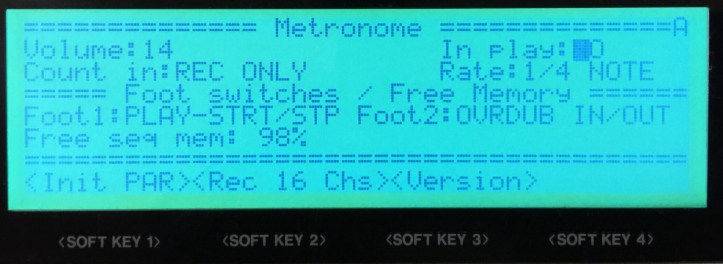 ================ Metronome ================A
Volume:14 In play: O
Count in:REC ONLY Rate:1/4 NOTE
===== Foot switches / Free Memory ======
Foot1:PLAY-STRT/STP Foot2:OVRDUB IN/OUT
Free seq mem: 98%
========================================
<Init PAR><Rec 16 Chs><Version>
<SOFT KEY 1> <SOFT KEY 2> <SOFT KEY 3> <SOFT KEY 4>